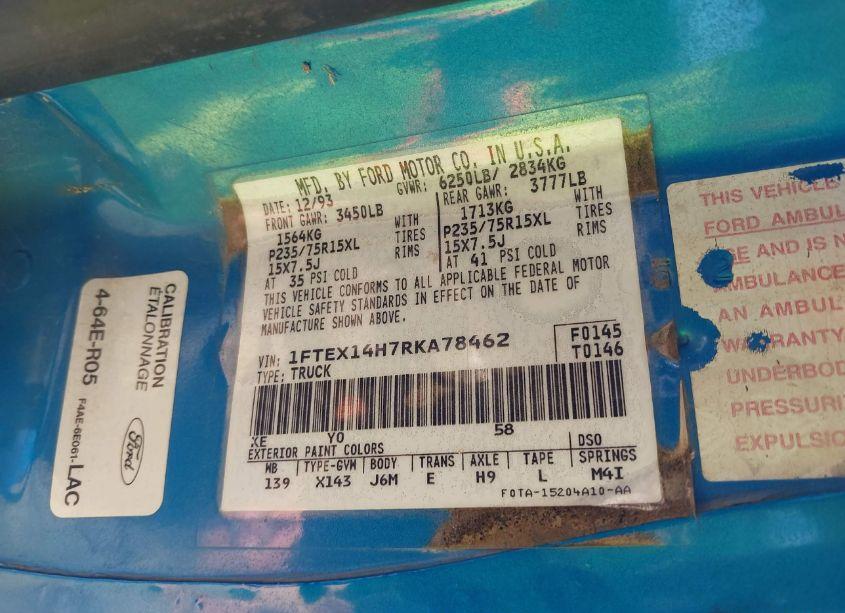 MFD. BY FORD MOTOR CO. IN U.S.A.
DATE: 12/93 GVWR: 6250LB/ 2834KG
FRONT GAWR: 3450LB REAR GAWR: 3777LB
1564KG WITH 1713KG WITH
P235/75R15XL TIRES P235/75R15XL TIRES
15X7.5J RIMS 15X7.5J RIMS
AT 35 PSI COLD AT 41 PSI COLD
THIS VEHICLE CONFORMS TO ALL APPLICABLE FEDERAL MOTOR
VEHICLE SAFETY STANDARDS IN EFFECT ON THE DATE OF
MANUFACTURE SHOWN ABOVE.
VIN: 1FTEX14H7RKA78462 F0145
TYPE: TRUCK T0146
XE YO 58
EXTERIOR PAINT COLORS DSO
WB TYPE-GVM BODY TRANS AXLE TAPE SPRINGS
139 X143 J6M E H9 L M4I
F0TA-15204A10-AA
CALIBRATION
ÉTALONNAGE
Ford
4-64E-R05
F4AE-6E061-LAC
THIS VEHICLE
FORD AMBUL
GE AND IS N
AMBULANCE
AN AMBUL
WARRANTY
UNDERBOD
PRESSURI
EXPULSIO